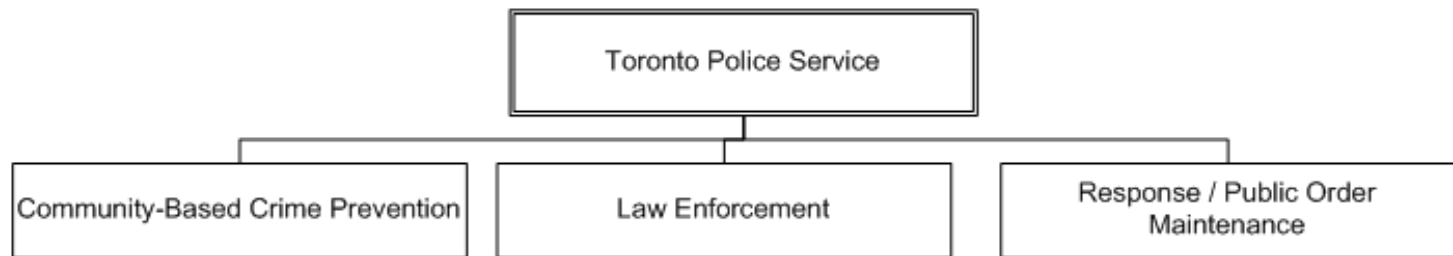 Toronto Police Service
Community-Based Crime Prevention
Law Enforcement
Response / Public Order
Maintenance